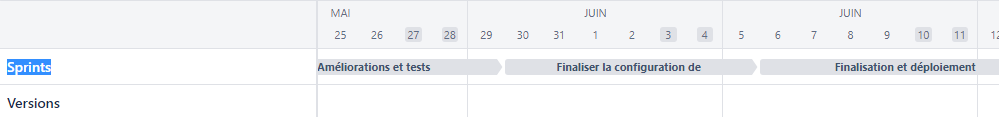 MAI JUIN JUIN
25 26 27 28 29 30 31 1 2 3 4 5 6 7 8 9 10 11 12
Sprints Améliorations et tests Finaliser la configuration de Finalisation et déploiement
Versions